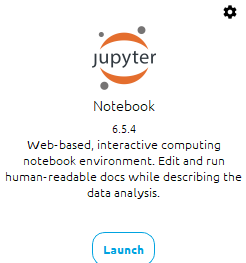 jupyter
Notebook
6.5.4
Web-based, interactive computing
notebook environment. Edit and run
human-readable docs while describing the
data analysis.
Launch